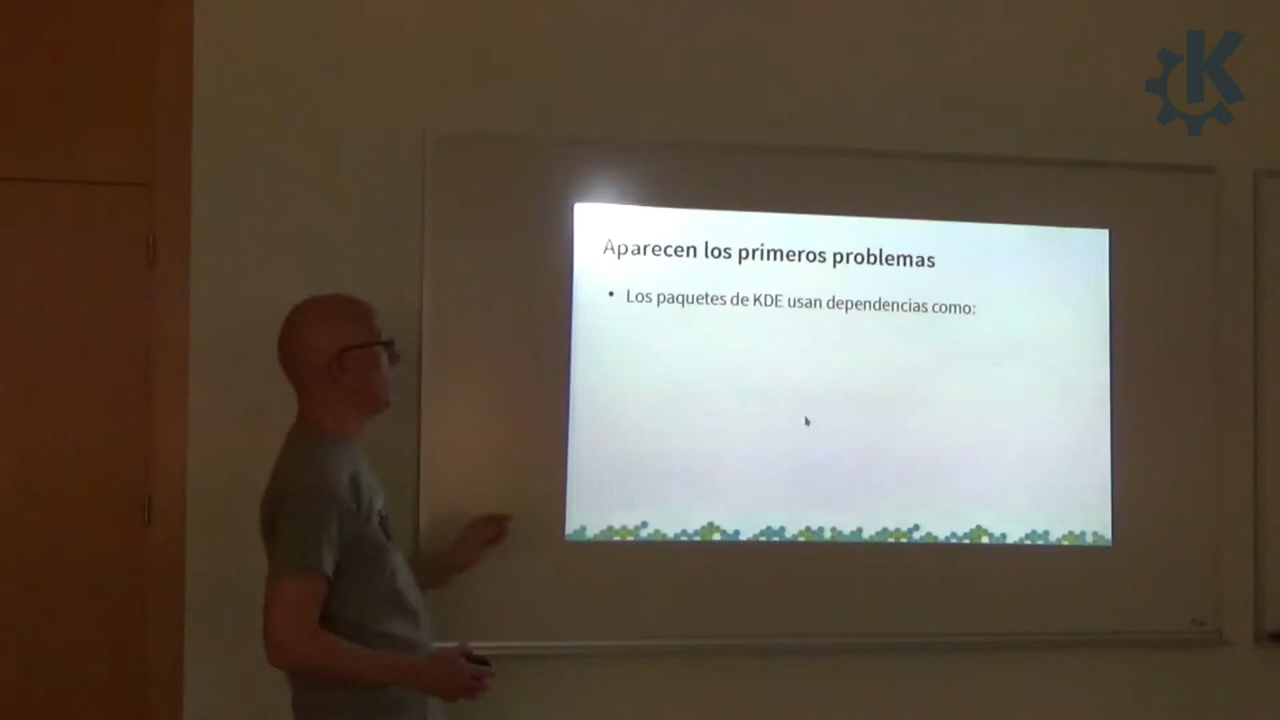 K
Aparecen los primeros problemas
• Los paquetes de KDE usan dependencias como: